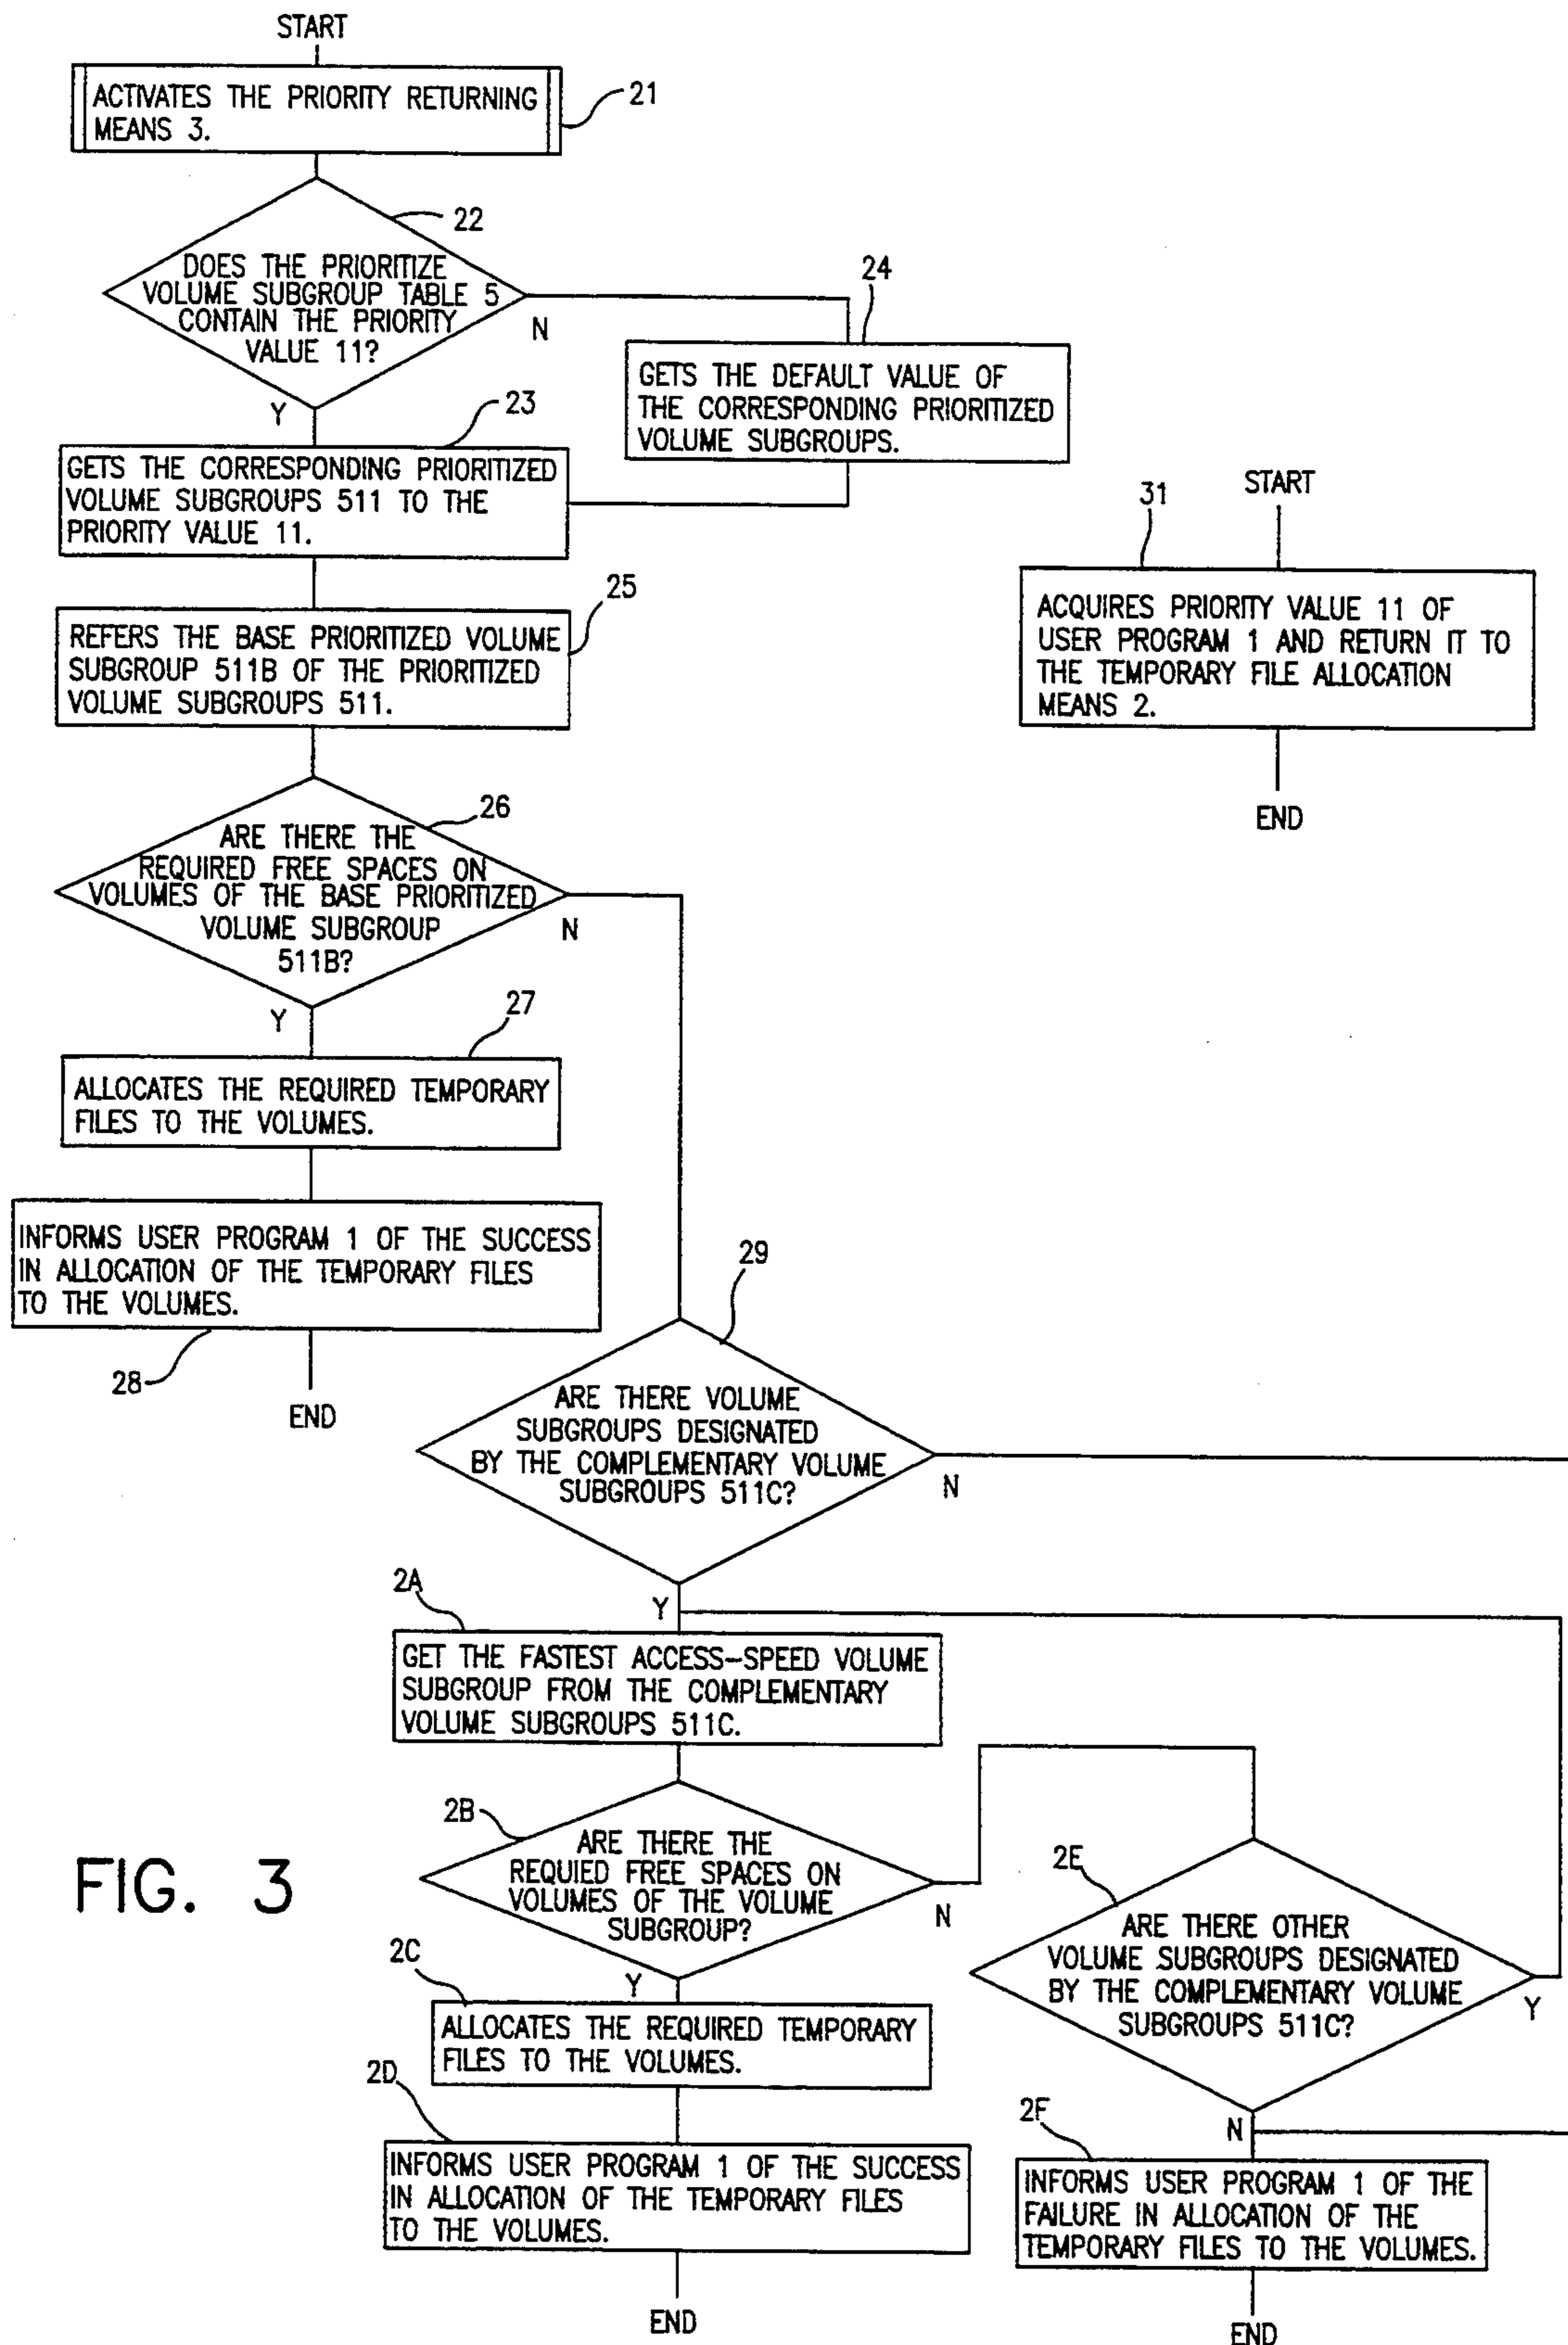 START
ACTIVATES THE PRIORITY RETURNING
MEANS 3.
21
22
DOES THE PRIORITIZE
VOLUME SUBGROUP TABLE 5
CONTAIN THE PRIORITY
VALUE 11?
N
Y
24
GETS THE DEFAULT VALUE OF
THE CORRESPONDING PRIORITIZED
VOLUME SUBGROUPS.
23
GETS THE CORRESPONDING PRIORITIZED
VOLUME SUBGROUPS 511 TO THE
PRIORITY VALUE 11.
31
START
ACQUIRES PRIORITY VALUE 11 OF
USER PROGRAM 1 AND RETURN IT TO
THE TEMPORARY FILE ALLOCATION
MEANS 2.
END
25
REFERS THE BASE PRIORITIZED VOLUME
SUBGROUP 511B OF THE PRIORITIZED
VOLUME SUBGROUPS 511.
26
ARE THERE THE
REQUIRED FREE SPACES ON
VOLUMES OF THE BASE PRIORITIZED
VOLUME SUBGROUP
511B?
N
Y
27
ALLOCATES THE REQUIRED TEMPORARY
FILES TO THE VOLUMES.
INFORMS USER PROGRAM 1 OF THE SUCCESS
IN ALLOCATION OF THE TEMPORARY FILES
TO THE VOLUMES.
28
END
29
ARE THERE VOLUME
SUBGROUPS DESIGNATED
BY THE COMPLEMENTARY VOLUME
SUBGROUPS 511C?
N
Y
2A
GET THE FASTEST ACCESS-SPEED VOLUME
SUBGROUP FROM THE COMPLEMENTARY
VOLUME SUBGROUPS 511C.
2B
ARE THERE THE
REQUIED FREE SPACES ON
VOLUMES OF THE VOLUME
SUBGROUP?
N
Y
2E
ARE THERE OTHER
VOLUME SUBGROUPS DESIGNATED
BY THE COMPLEMENTARY VOLUME
SUBGROUPS 511C?
Y
N
2C
ALLOCATES THE REQUIRED TEMPORARY
FILES TO THE VOLUMES.
2D
INFORMS USER PROGRAM 1 OF THE SUCCESS
IN ALLOCATION OF THE TEMPORARY FILES
TO THE VOLUMES.
END
2F
INFORMS USER PROGRAM 1 OF THE
FAILURE IN ALLOCATION OF THE
TEMPORARY FILES TO THE VOLUMES.
END
FIG. 3